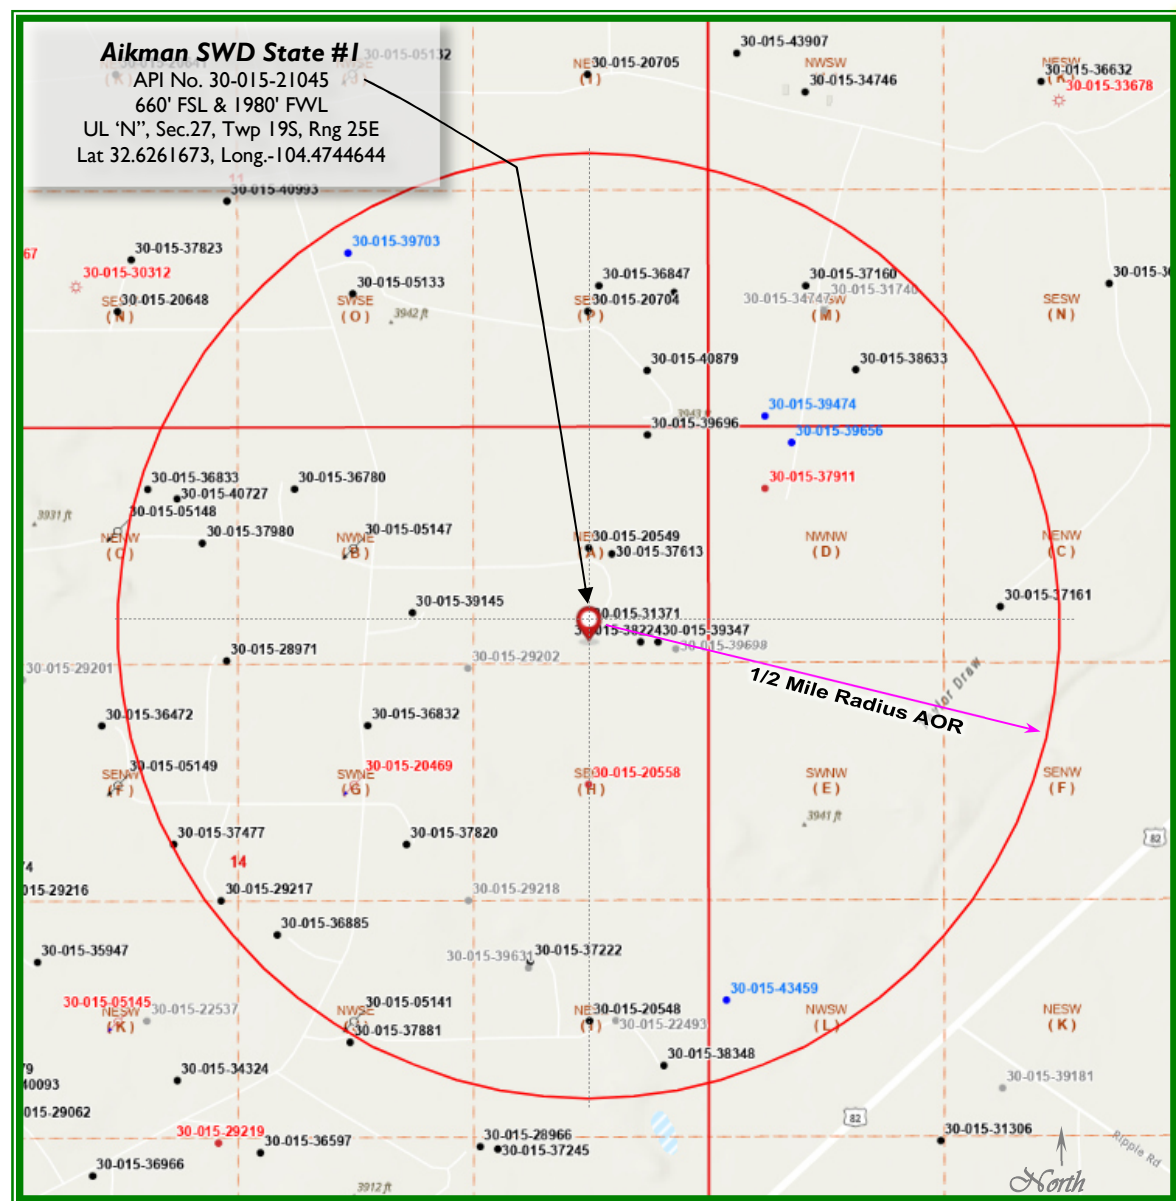 Aikman SWD State #1
API No. 30-015-21045
660' FSL & 1980' FWL
UL ‘N”, Sec.27, Twp 19S, Rng 25E
Lat 32.6261673, Long.-104.4744644
30-015-05132
30-015-20705
30-015-43907
NWSW
30-015-34746
30-015-36632
30-015-33678
11
30-015-40993
30-015-39703
30-015-37823
67
30-015-30312
30-015-36847
30-015-37160
30-015-3
30-015-05133
30-015-31740
30-015-20648
30-015-20704
30-015-34747
SWSE
(O)
(N)
(P)
(M)
SESW
(N)
3942 ft
30-015-40879
30-015-38633
30-015-39474
3943 ft
30-015-39696
30-015-39656
30-015-36833
30-015-36780
30-015-37911
30-015-40727
30-015-05148
3931 ft
30-015-37980
30-015-05147
30-015-20549
30-015-37613
NENW
(C)
NWNE
(B)
(A)
NWNW
(D)
NENW
(C)
30-015-39145
30-015-31371
30-015-37161
30-015-38224
30-015-39347
30-015-39698
30-015-28971
30-015-29202
30-015-29201
1/2 Mile Radius AOR
Draw
30-015-36472
30-015-36832
30-015-05149
30-015-20469
30-015-20558
SENW
(F)
SWNE
(G)
(H)
SWNW
(E)
SENW
(F)
3941 ft
82
30-015-37477
30-015-37820
14
74
015-29216
30-015-29217
30-015-29218
30-015-36885
30-015-35947
30-015-37222
30-015-39631
30-015-05145
30-015-22537
30-015-05141
30-015-20548
30-015-43459
30-015-22493
(K)
NWSE
(I)
NWSW
(L)
NESW
(K)
30-015-37881
30-015-38348
30-015-34324
79
40093
30-015-39181
82
015-29062
30-015-29219
30-015-36597
30-015-28966
30-015-37245
30-015-31306
Ripple Rd
30-015-36966
3912 ft
North